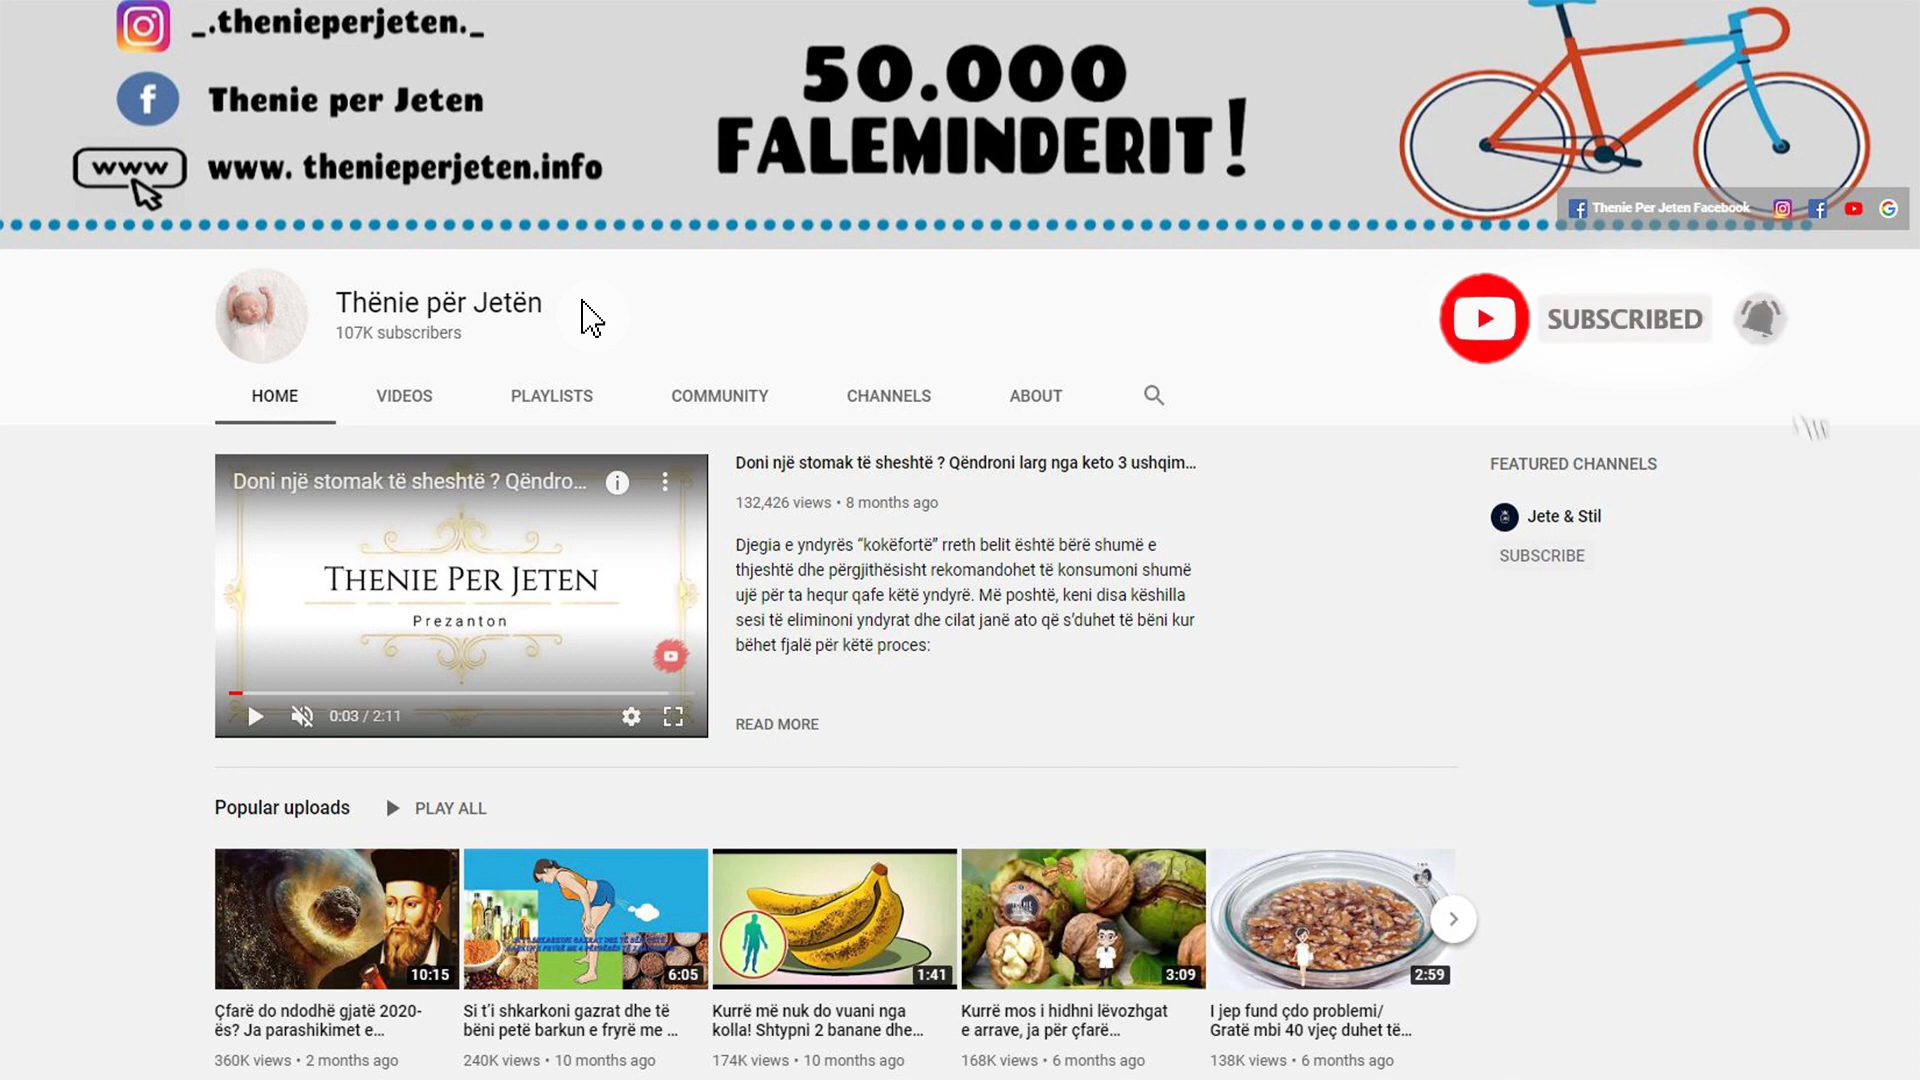 _.thenieperjeten._
Thenie per Jeten
www
www. thenieperjeten.info
50.000
FALEMINDERIT!
Thenie Per Jeten Facebook
Thënie për Jetën
107K subscribers
SUBSCRIBED
HOME
VIDEOS
PLAYLISTS
COMMUNITY
CHANNELS
ABOUT
Doni një stomak të sheshtë ? Qëndro...
THENIE PER JETEN
Prezanton
0:03 / 2:11
Doni një stomak të sheshtë ? Qëndroni larg nga keto 3 ushqim...
132,426 views • 8 months ago
Djegia e yndyrës “kokëfortë” rreth belit është bërë shumë e
thjeshtë dhe përgjithësisht rekomandohet të konsumoni shumë
ujë për ta hequr qafe këtë yndyrë. Më poshtë, keni disa këshilla
sesi të eliminoni yndyrat dhe cilat janë ato që s’duhet të bëni kur
bëhet fjalë për këtë proces:
READ MORE
FEATURED CHANNELS
Jete & Stil
SUBSCRIBE
Popular uploads
PLAY ALL
10:15
6:05
1:41
3:09
2:59
Çfarë do ndodhë gjatë 2020-
ës? Ja parashikimet e...
360K views • 2 months ago
Si t’i shkarkoni gazrat dhe të
bëni petë barkun e fryrë me ...
240K views • 10 months ago
Kurrë më nuk do vuani nga
kolla! Shtypni 2 banane dhe...
174K views • 10 months ago
Kurrë mos i hidhni lëvozhgat
e arrave, ja për çfarë...
168K views • 6 months ago
I jep fund çdo problemi/
Gratë mbi 40 vjeç duhet të...
138K views • 6 months ago